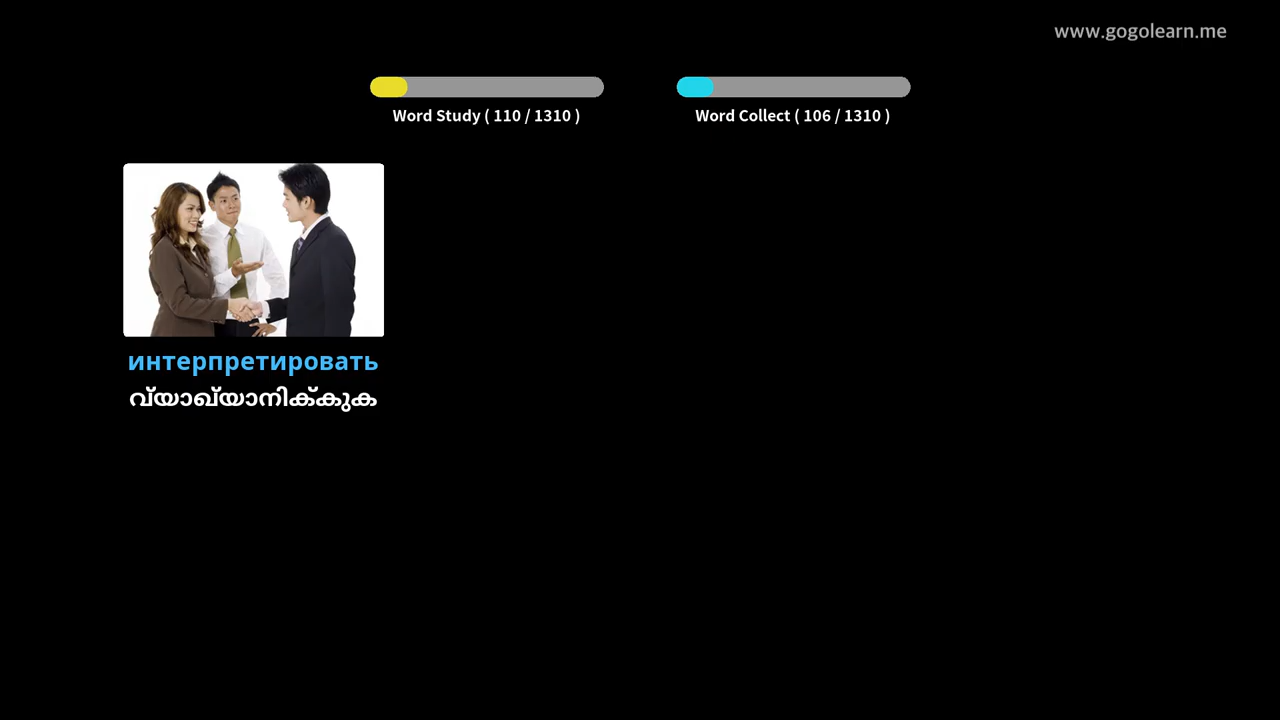 www.gogolearn.me
Word Study ( 110 / 1310 )
Word Collect ( 106 / 1310 )
интерпретировать
വ്യാഖ്യാനിക്കുക